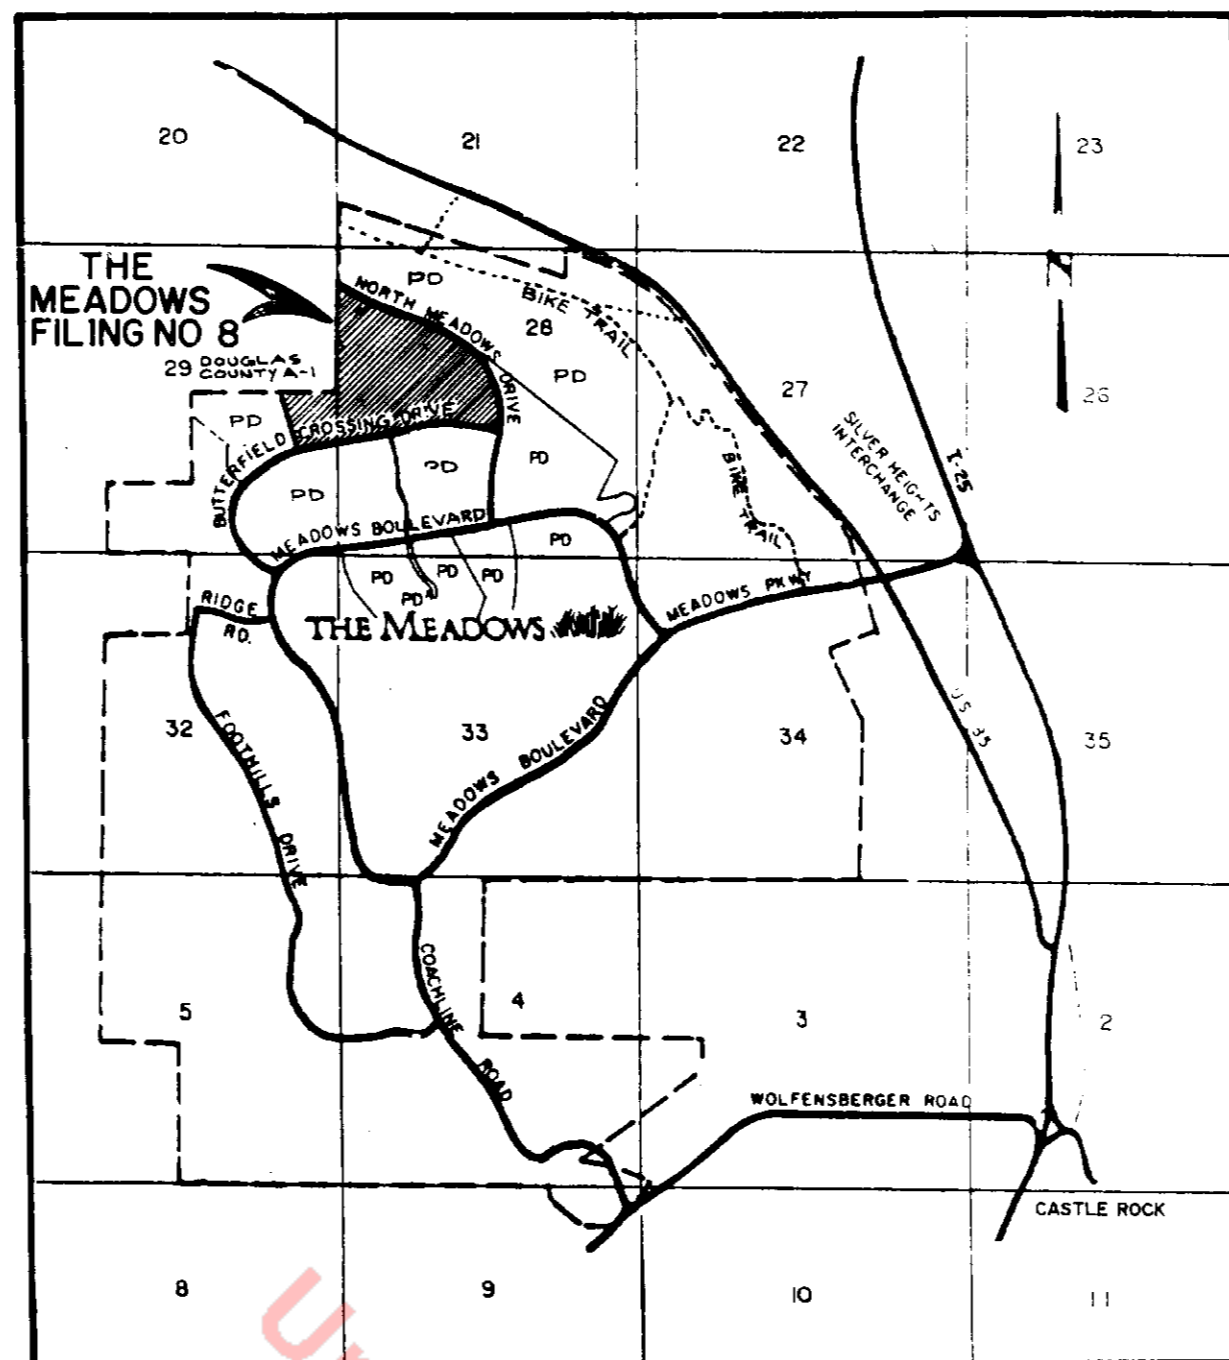 20
21
22
23
THE
MEADOWS
FILING NO 8
PD
NORTH MEADOWS DRIVE
BIKE TRAIL
28
29 DOUGLAS
COUNTY A-1
PD
27
26
PD
BUTTERFIELD CROSSING DRIVE
SILVER HEIGHTS
INTERCHANGE
I-25
PD
PD
PD
BIKE TRAIL
MEADOWS BOULEVARD
PD
PD
PD
PD
PD
MEADOWS PKWY
RIDGE
RD.
THE MEADOWS
32
FOOTHILLS DRIVE
33
MEADOWS BOULEVARD
34
U.S. 35
35
5
COACHLINE ROAD
4
3
2
WOLFENSBERGER ROAD
CASTLE ROCK
8
9
10
11